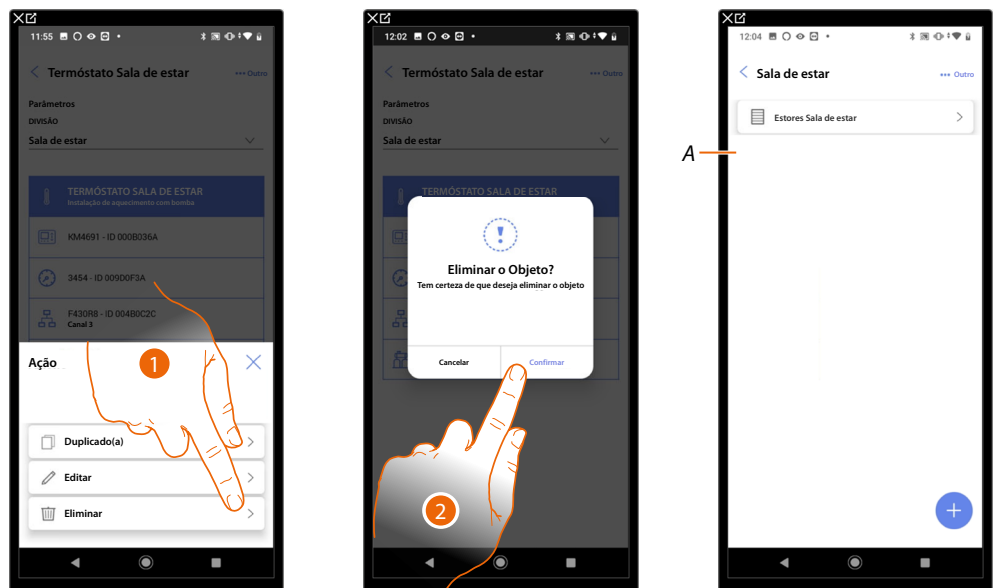 11:55
Termóstato Sala de estar
••• Outro
Parâmetros
DIVISÃO
Sala de estar
TERMÓSTATO SALA DE ESTAR
Instalação de aquecimento com bomba
KM4691 - ID 000B036A
3454 - ID 009D0F3A
F430R8 - ID 004B0C2C
Canal 3
Ação
1
Duplicado(a)
Editar
Eliminar
12:02
Termóstato Sala de estar
••• Outro
Parâmetros
DIVISÃO
Sala de estar
TERMÓSTATO SALA DE ESTAR
Eliminar o Objeto?
Tem certeza de que deseja eliminar o objeto
Cancelar
Confirmar
2
12:04
Sala de estar
••• Outro
Estores Sala de estar
A